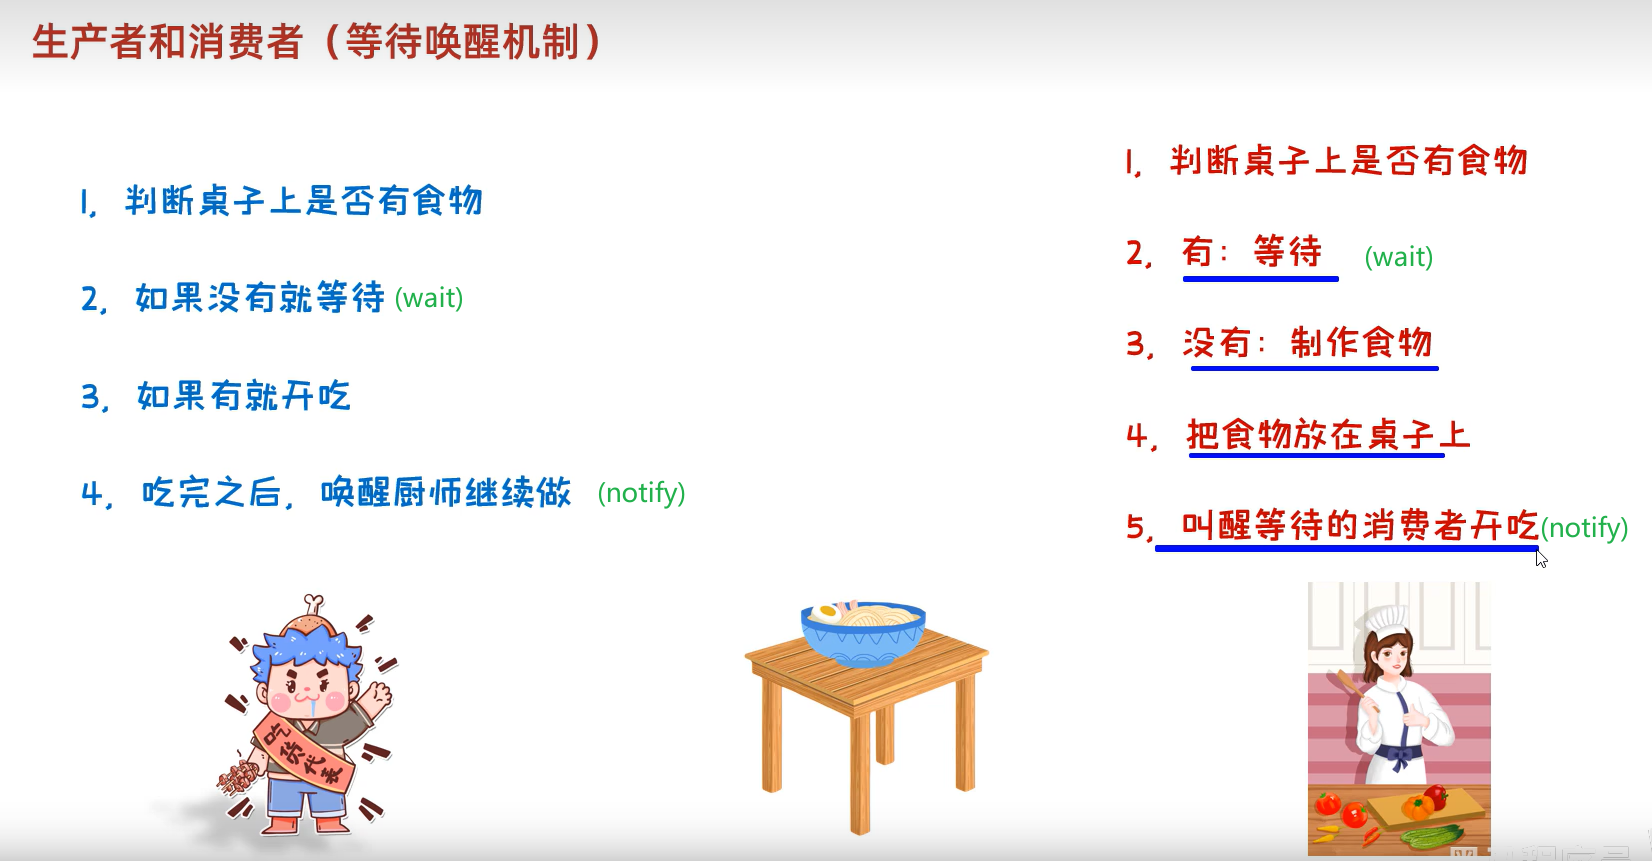 生产者和消费者（等待唤醒机制）
1，判断桌子上是否有食物
2，如果没有就等待 (wait)
3，如果有就开吃
4，吃完之后，唤醒厨师继续做 (notify)
1，判断桌子上是否有食物
2，有：等待 (wait)
3，没有：制作食物
4，把食物放在桌子上
5，叫醒等待的消费者开吃(notify)
吃货代表